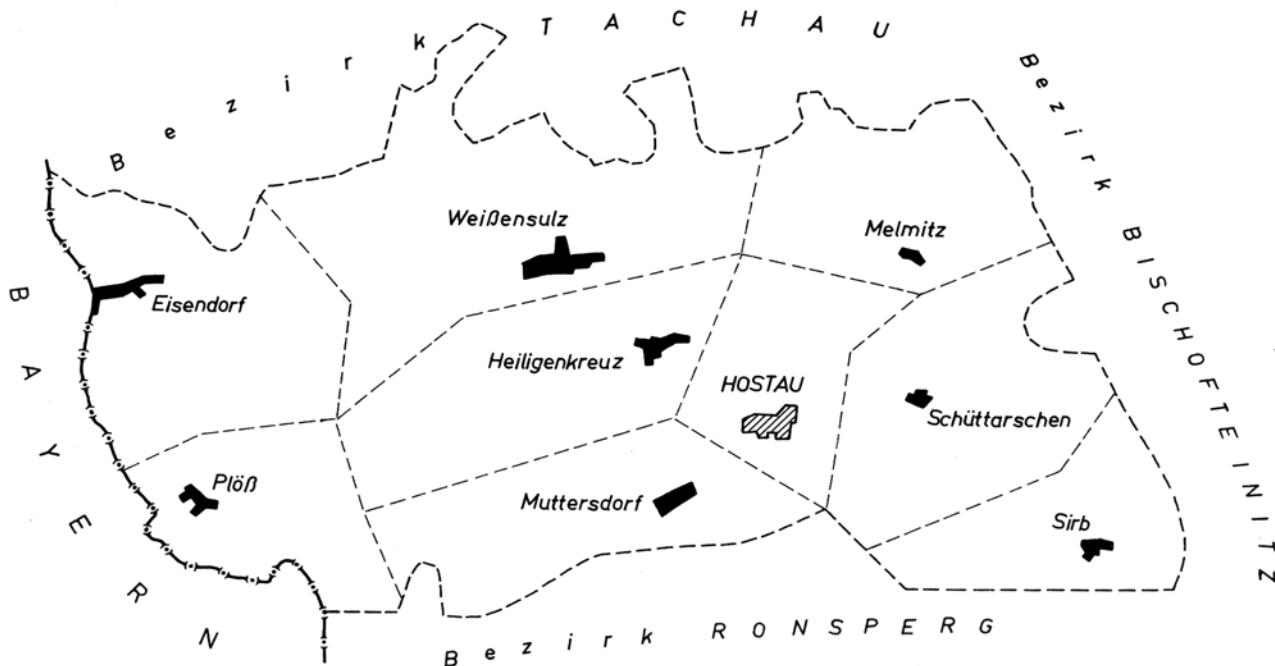 Bezirk TACHAU
Bezirk BISCHOFTEINITZ
BAYERN
Weißensulz
Melmitz
Eisendorf
Heiligenkreuz
HOSTAU
Schüttarschen
Plöß
Muttersdorf
Sirb
Bezirk RONSPERG